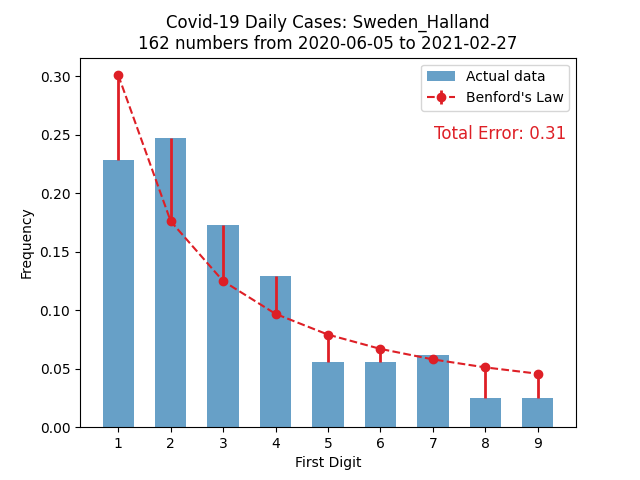 Covid-19 Daily Cases: Sweden_Halland
162 numbers from 2020-06-05 to 2021-02-27
Actual data
Benford's Law
Total Error: 0.31
Frequency
0.30
0.25
0.20
0.15
0.10
0.05
0.00
1 2 3 4 5 6 7 8 9
First Digit